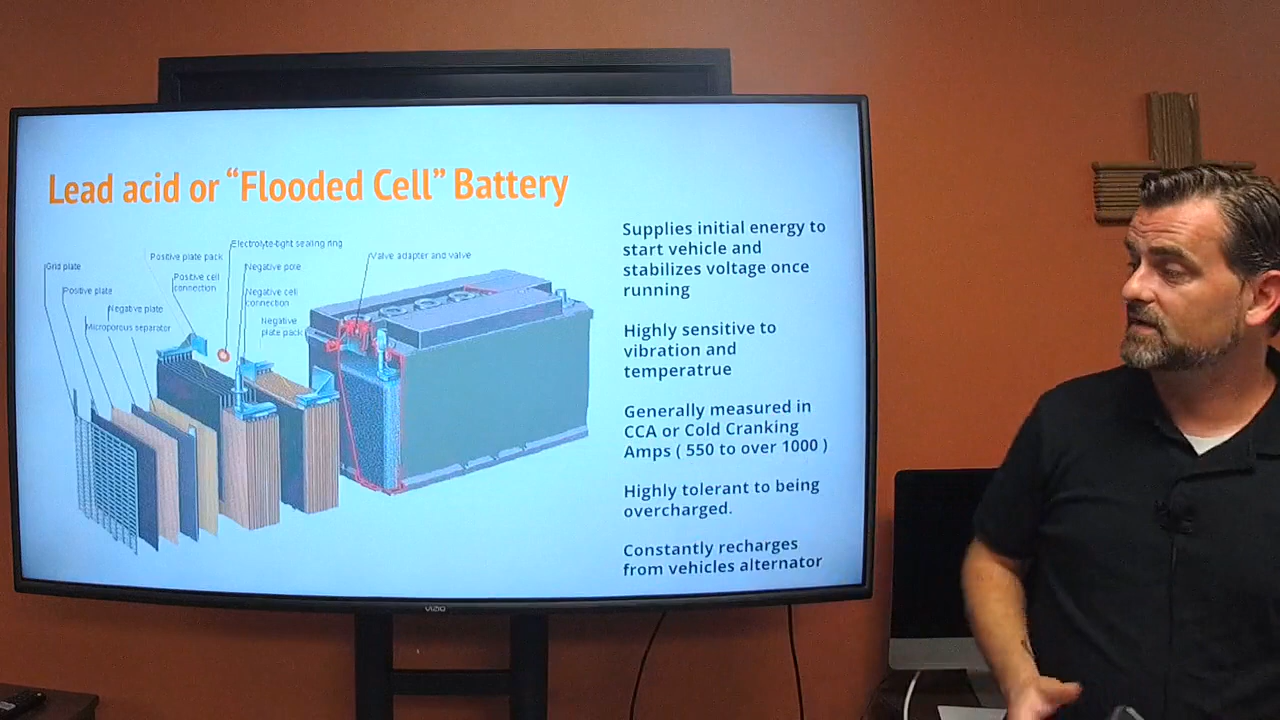 Lead acid or “Flooded Cell” Battery
Electrolyte-tight sealing ring
Positive plate pack
Valve adapter and valve
Grid plate
Negative pole
Positive cell
connection
Positive plate
Negative cell
connection
Negative plate
Negative
plate pack
Microporous separator
Supplies initial energy to
start vehicle and
stabilizes voltage once
running
Highly sensitive to
vibration and
temperatrue
Generally measured in
CCA or Cold Cranking
Amps ( 550 to over 1000 )
Highly tolerant to being
overcharged.
Constantly recharges
from vehicles alternator
VIZIO